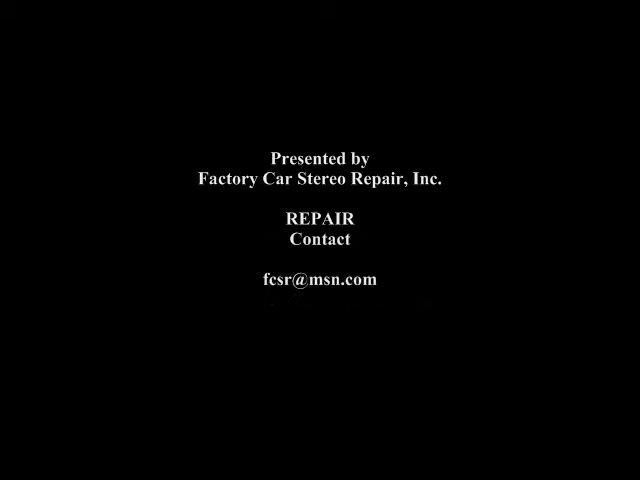 Presented by
Factory Car Stereo Repair, Inc.
REPAIR
Contact
fcsr@msn.com